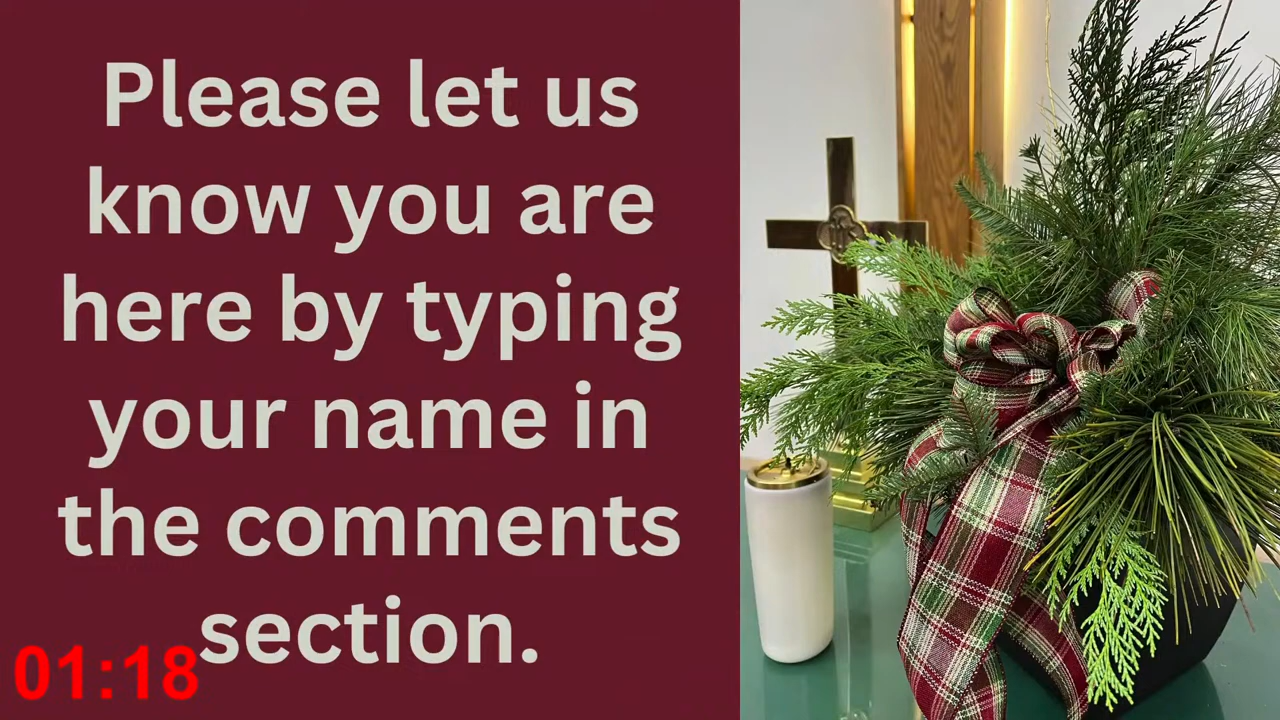 Please let us
know you are
here by typing
your name in
the comments
section.
01:18